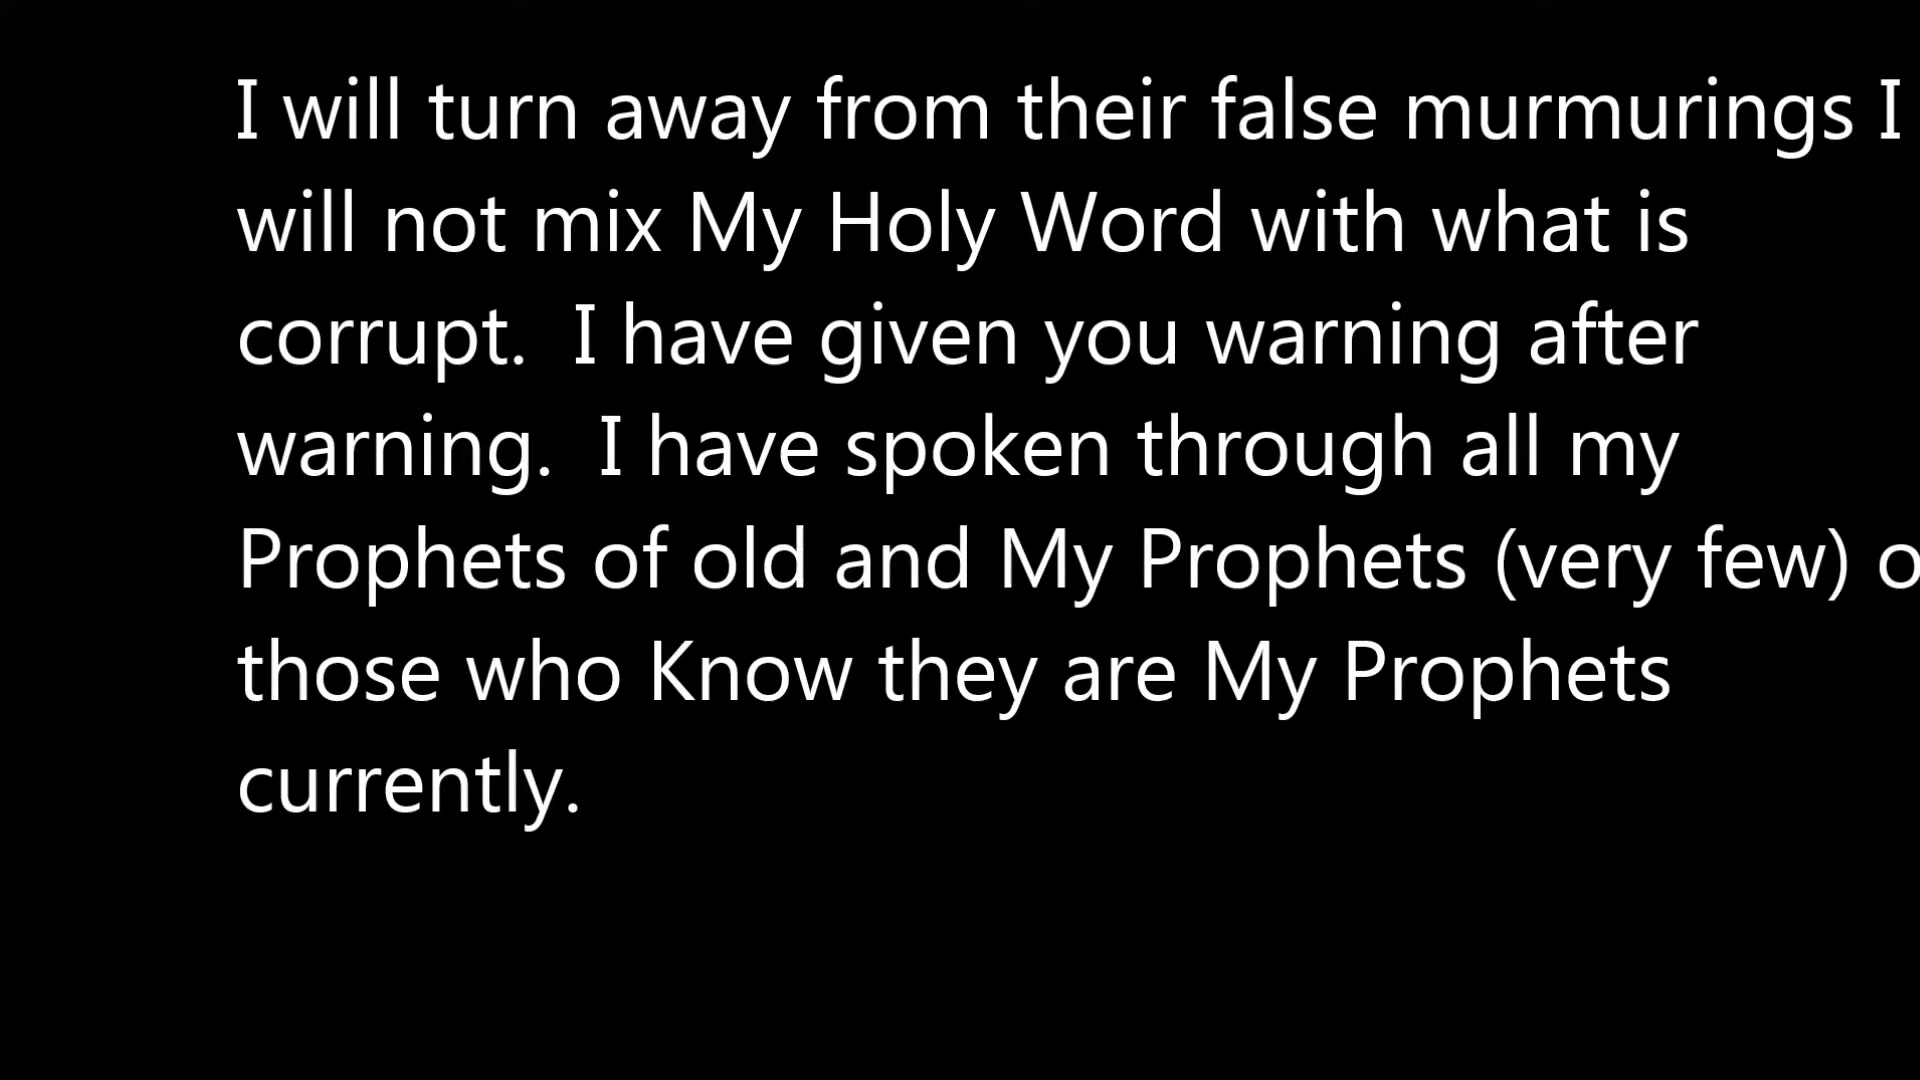 I will turn away from their false murmurings I
will not mix My Holy Word with what is
corrupt.  I have given you warning after
warning.  I have spoken through all my
Prophets of old and My Prophets (very few) o
those who Know they are My Prophets
currently.